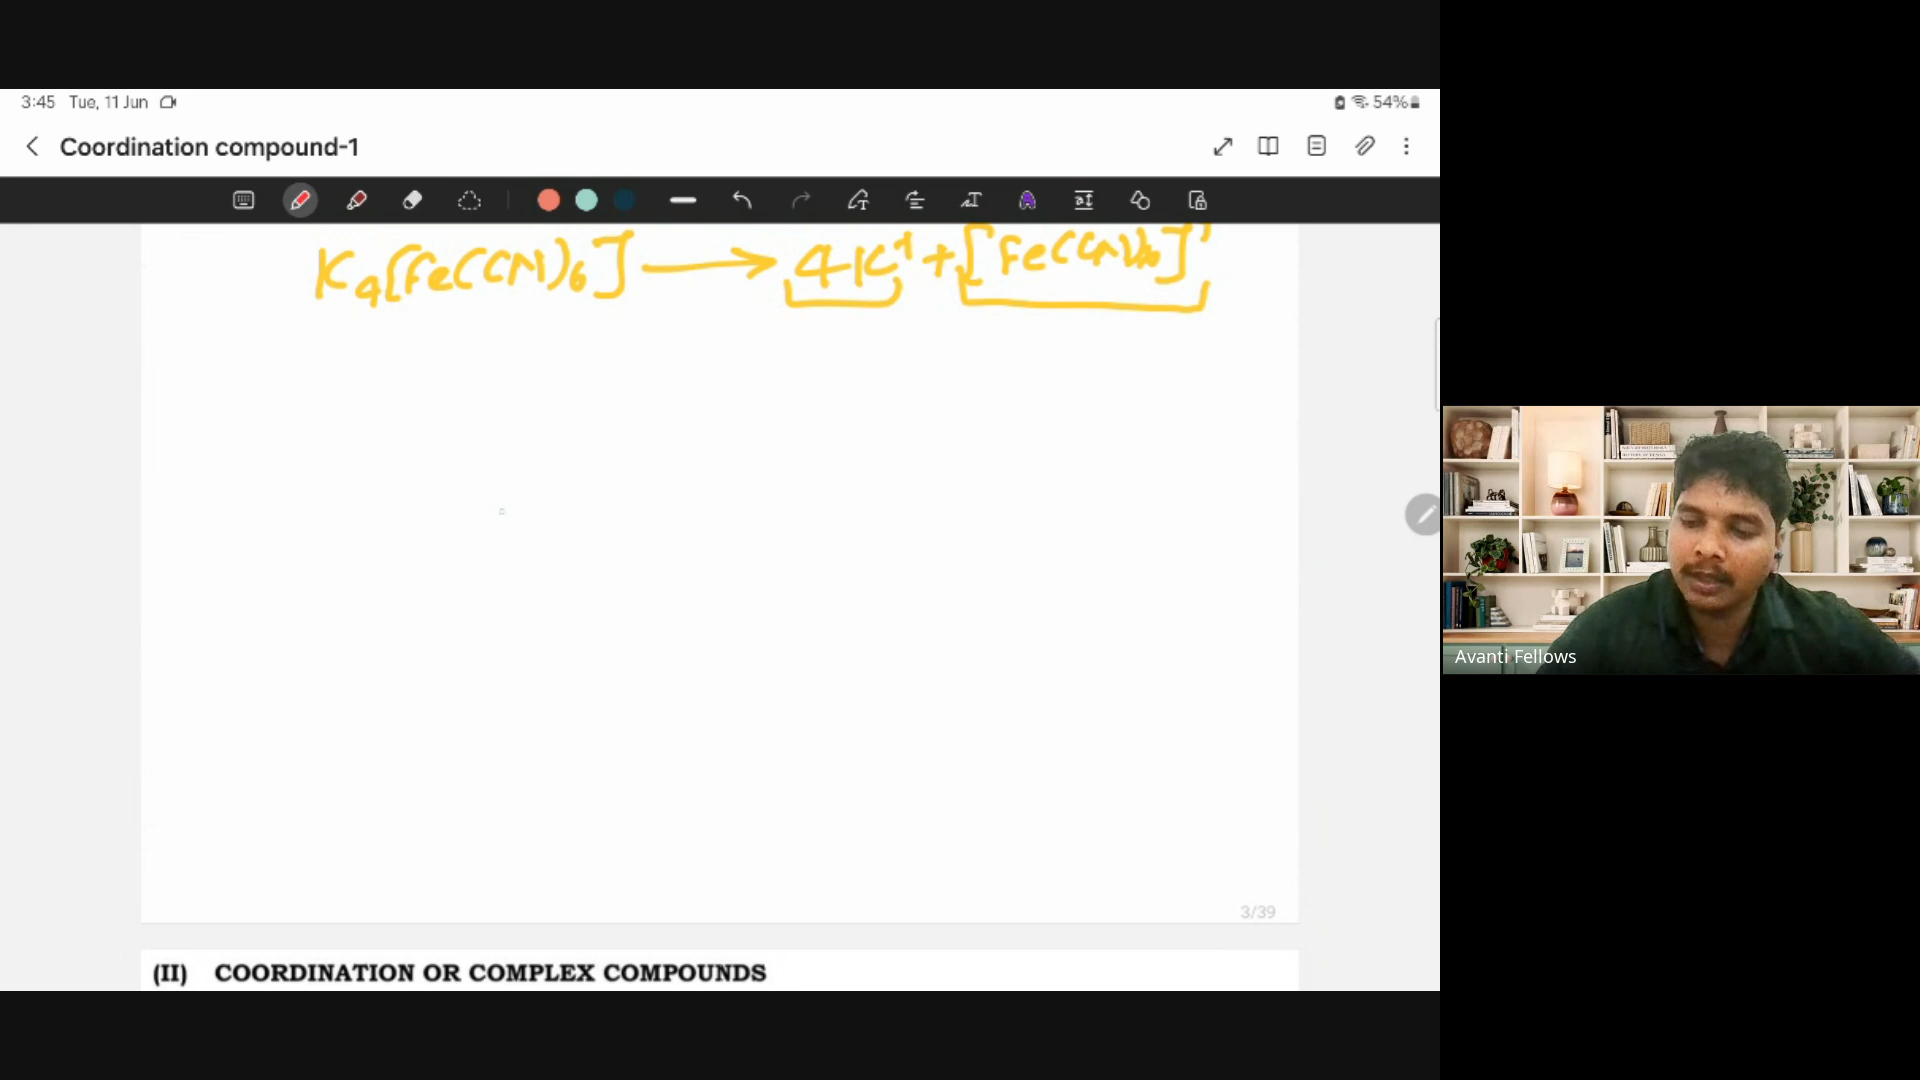 3:45 Tue, 11 Jun
54%
Coordination compound-1
K4[Fe(CN)6] ⟶ 4K+ + [Fe(CN)6]
3/39
(II) COORDINATION OR COMPLEX COMPOUNDS
Avanti Fellows